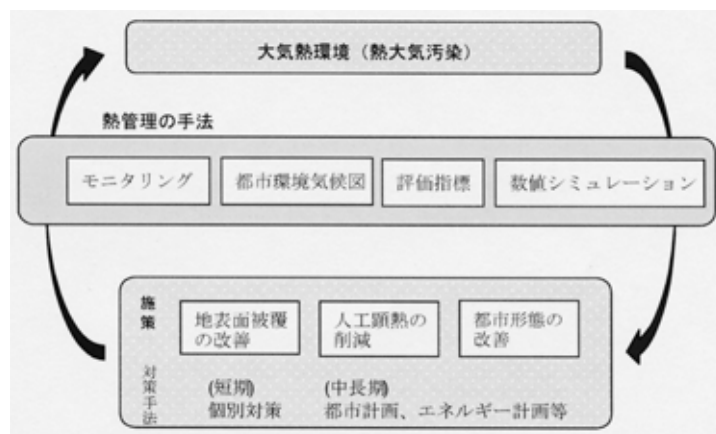 大気熱環境（熱大気汚染）
熱管理の手法
モニタリング
都市環境気候図
評価指標
数値シミュレーション
施策
地表面被覆
の改善
人工顕熱の
削減
都市形態の
改善
対策手法
(短期)
個別対策
(中長期)
都市計画、エネルギー計画等